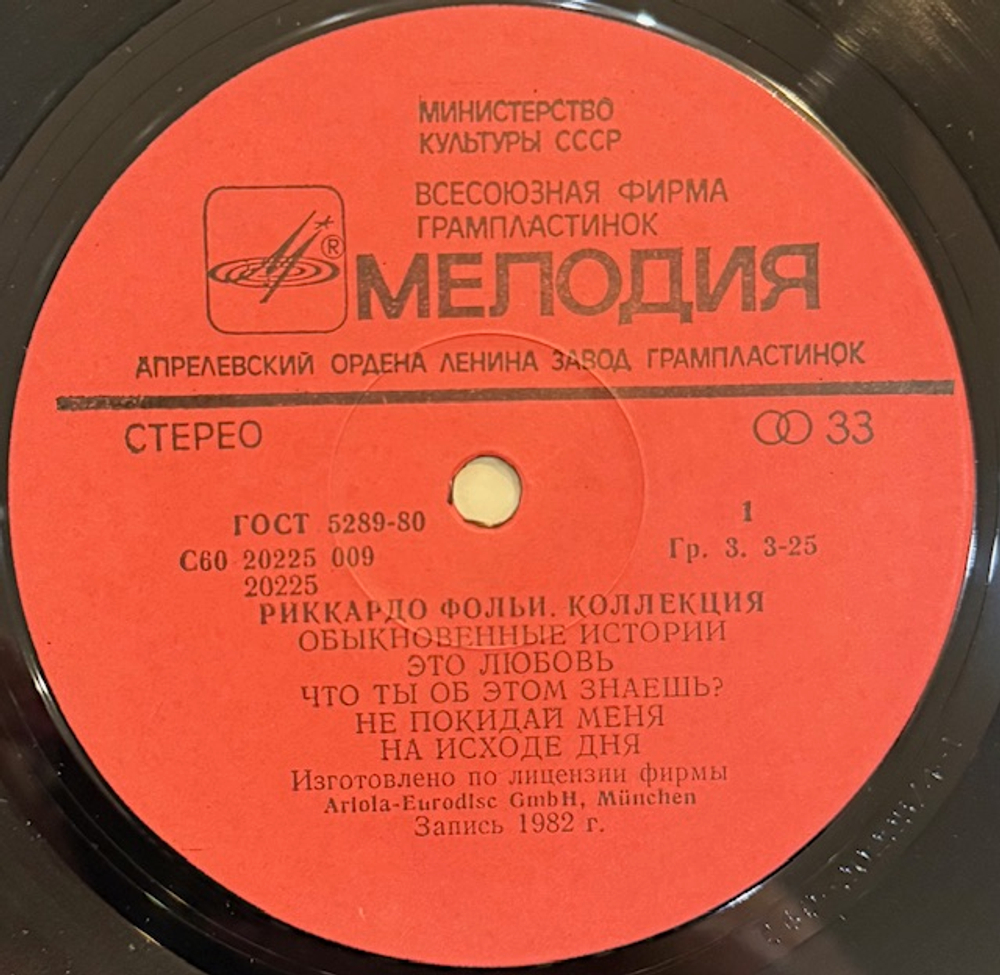 МИНИСТЕРСТВО
КУЛЬТУРЫ СССР
ВСЕСОЮЗНАЯ ФИРМА
ГРАМПЛАСТИНОК
®
МЕЛОДИЯ
АПРЕЛЕВСКИЙ ОРДЕНА ЛЕНИНА ЗАВОД ГРАМПЛАСТИНОК
СТЕРЕО 33
ГОСТ 5289-80 1
С60 20225 009 Гр. 3. 3-25
20225
РИККАРДО ФОЛЬИ. КОЛЛЕКЦИЯ
ОБЫКНОВЕННЫЕ ИСТОРИИ
ЭТО ЛЮБОВЬ
ЧТО ТЫ ОБ ЭТОМ ЗНАЕШЬ?
НЕ ПОКИДАЙ МЕНЯ
НА ИСХОДЕ ДНЯ
Изготовлено по лицензии фирмы
Ariola-Eurodisc GmbH, München
Запись 1982 г.